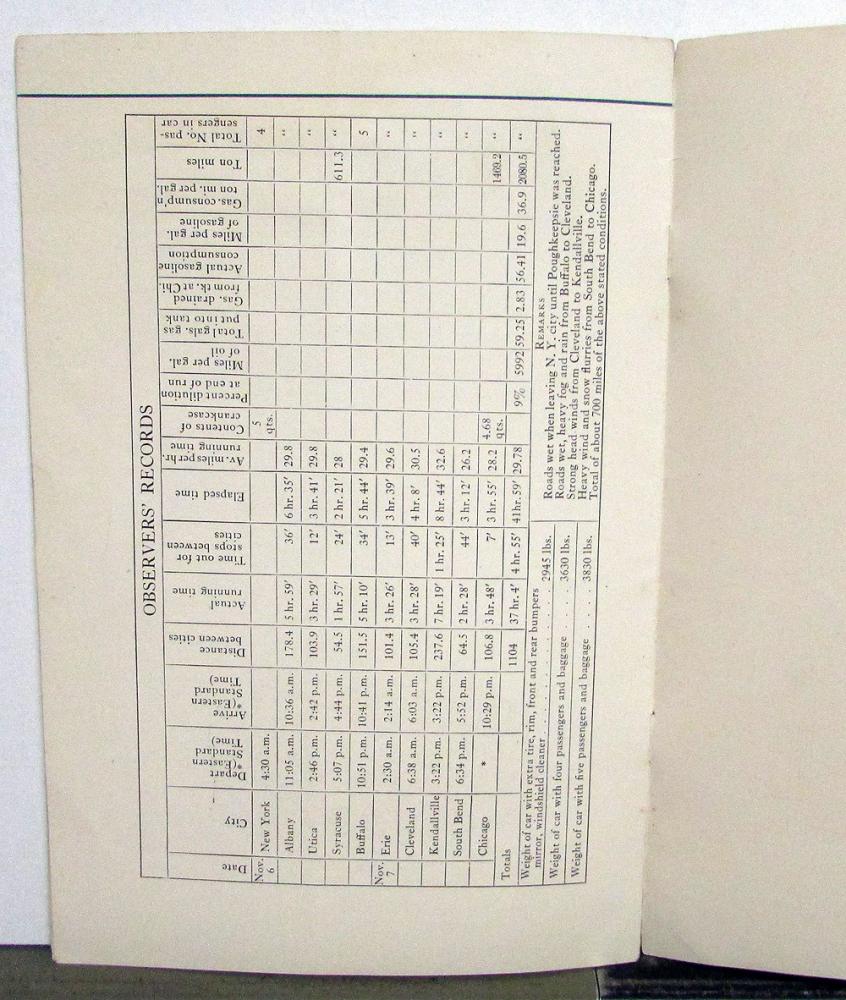 OBSERVERS' RECORDS
Date | City | Depart *(Eastern Standard Time) | Arrive *(Eastern Standard Time) | Distance between cities | Actual running time | Time out for stops between cities | Elapsed time | Av. miles per hr. running time | Contents of crankcase | Percent dilution at end of run | Miles per gal. of oil | Total gals. gas put into tank | Gas. drained from tk. at Chi. | Actual gasoline consumption | Miles per gal. of gasoline | Gas. consump'n ton mi. per gal. | Ton miles | Total No. passengers in car
Nov. 6 | New York | 4:30 a.m. | 5 qts. | 4
Albany | 11:05 a.m. | 10:36 a.m. | 178.4 | 5 hr. 59' | 36' | 6 hr. 35' | 29.8 | "
Utica | 2:46 p.m. | 2:42 p.m. | 103.9 | 3 hr. 29' | 12' | 3 hr. 41' | 29.8 | "
Syracuse | 5:07 p.m. | 4:44 p.m. | 54.5 | 1 hr. 57' | 24' | 2 hr. 21' | 28 | 611.3 | "
Buffalo | 10:51 p.m. | 10:41 p.m. | 151.5 | 5 hr. 10' | 34' | 5 hr. 44' | 29.4 | 5
Nov. 7 | Erie | 2:30 a.m. | 2:14 a.m. | 101.4 | 3 hr. 26' | 13' | 3 hr. 39' | 29.6 | "
Cleveland | 6:38 a.m. | 6:03 a.m. | 105.4 | 3 hr. 28' | 40' | 4 hr. 8' | 30.5 | "
Kendallville | 3:22 p.m. | 3:22 p.m. | 237.6 | 7 hr. 19' | 1 hr. 25' | 8 hr. 44' | 32.6 | "
South Bend | 6:34 p.m. | 5:52 p.m. | 64.5 | 2 hr. 28' | 44' | 3 hr. 12' | 26.2 | "
Chicago | * | 10:29 p.m. | 106.8 | 3 hr. 48' | 7' | 3 hr. 55' | 28.2 | 4.68 qts. | 1469.2 | "
Totals | 1104 | 37 hr. 4' | 4 hr. 55' | 41hr. 59' | 29.78 | 9% | 5992 | 59.25 | 2.83 | 56.41 | 19.6 | 36.9 | 2080.5 | "
Weight of car with extra tire, rim, front and rear bumpers
mirror, windshield cleaner . . . . . . . . 2945 lbs.
Weight of car with four passengers and baggage . . . . 3630 lbs.
Weight of car with five passengers and baggage . . . . 3830 lbs.
REMARKS
Roads wet when leaving N. Y. city until Poughkeepsie was reached.
Roads wet, heavy fog and rain from Buffalo to Cleveland.
Strong head winds from Cleveland to Kendallville.
Heavy wind and snow flurries from South Bend to Chicago.
Total of about 700 miles of the above stated conditions.